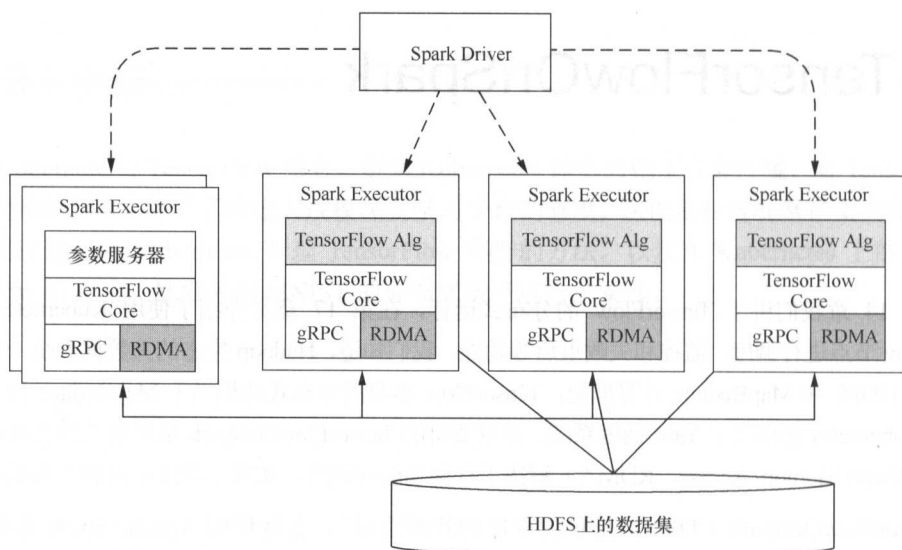 TensorFlowOnSpark
Spark Driver
Spark Executor
参数服务器
TensorFlow
Core
gRPC
RDMA
Spark Executor
TensorFlow Alg
TensorFlow
Core
gRPC
RDMA
Spark Executor
TensorFlow Alg
TensorFlow
Core
gRPC
RDMA
Spark Executor
TensorFlow Alg
TensorFlow
Core
gRPC
RDMA
HDFS上的数据集